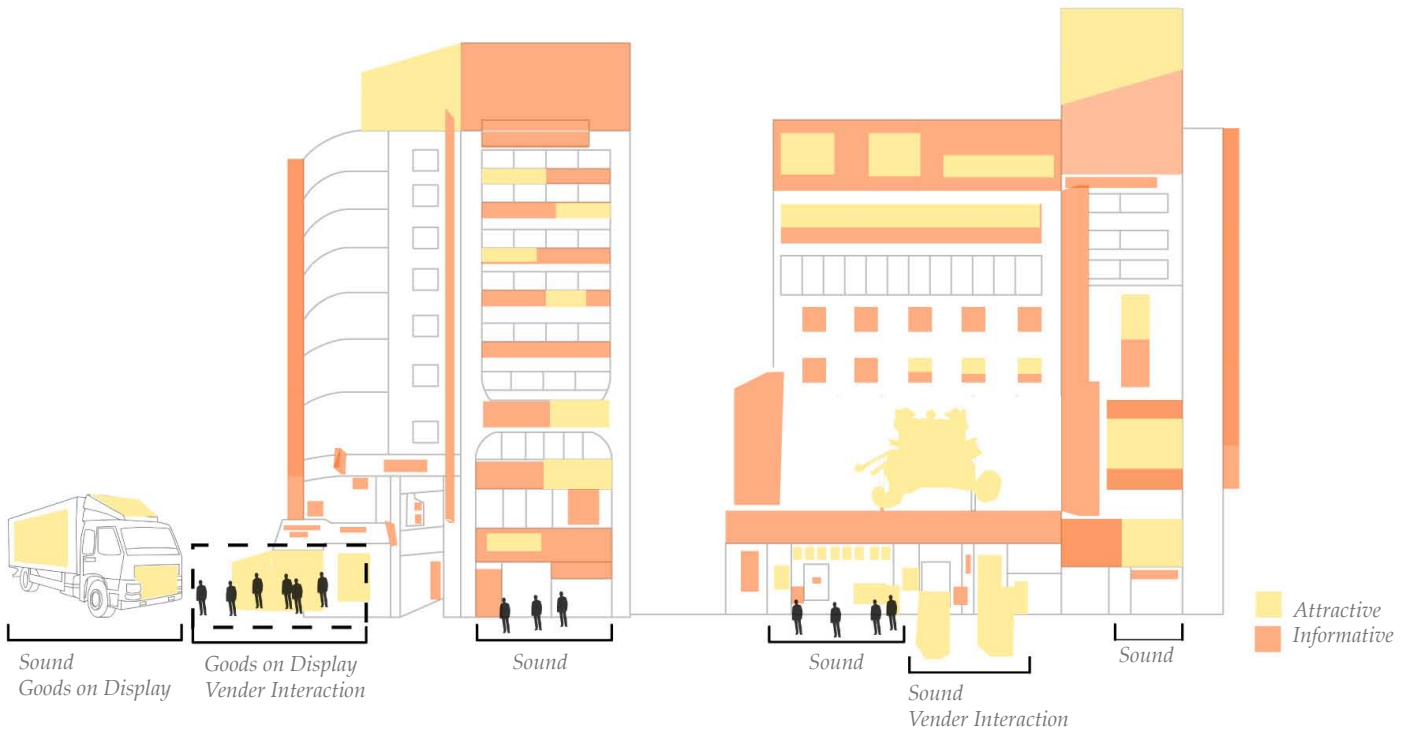 Sound
Goods on Display
Goods on Display
Vender Interaction
Sound
Sound
Sound
Vender Interaction
Sound
Attractive
Informative